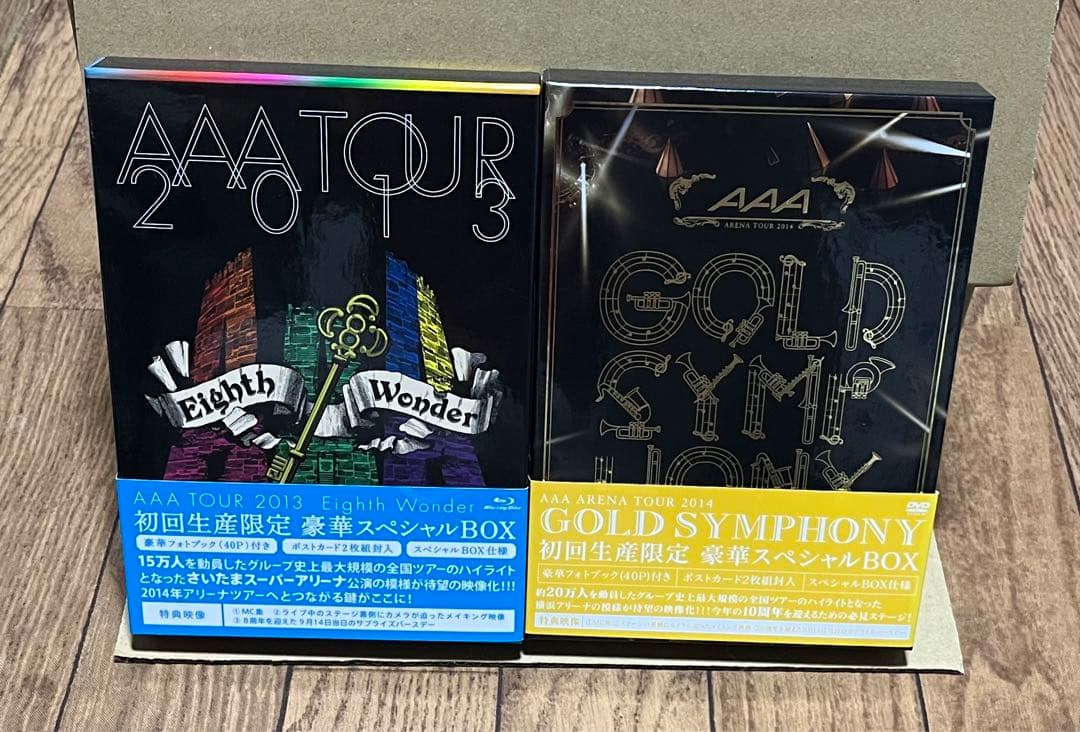 AAA TOUR
2013
Eighth Wonder
AAA TOUR 2013 Eighth Wonder
Blu-ray Disc
初回生産限定 豪華スペシャルBOX
豪華フォトブック(40P)付き ポストカード2枚組封入 スペシャルBOX仕様
15万人を動員したグループ史上最大規模の全国ツアーのハイライト
となったさいたまスーパーアリーナ公演の模様が待望の映像化!!!
2014年アリーナツアーへとつながる鍵がここに!
特典映像
①MC集 ②ライブ中のステージ裏側にカメラが迫ったメイキング映像
③8周年を迎えた9月14日当日のサプライズバースデー
AAA
ARENA TOUR 2014
GOLD
SYMP
HONY
AAA ARENA TOUR 2014
DVD
GOLD SYMPHONY
初回生産限定 豪華スペシャルBOX
豪華フォトブック(40P)付き ポストカード2枚組封入 スペシャルBOX仕様
約20万人を動員したグループ史上最大規模の全国ツアーのハイライトとなった
横浜アリーナの模様が待望の映像化!!!今年の10周年を迎えるための必見ステージ!
特典映像